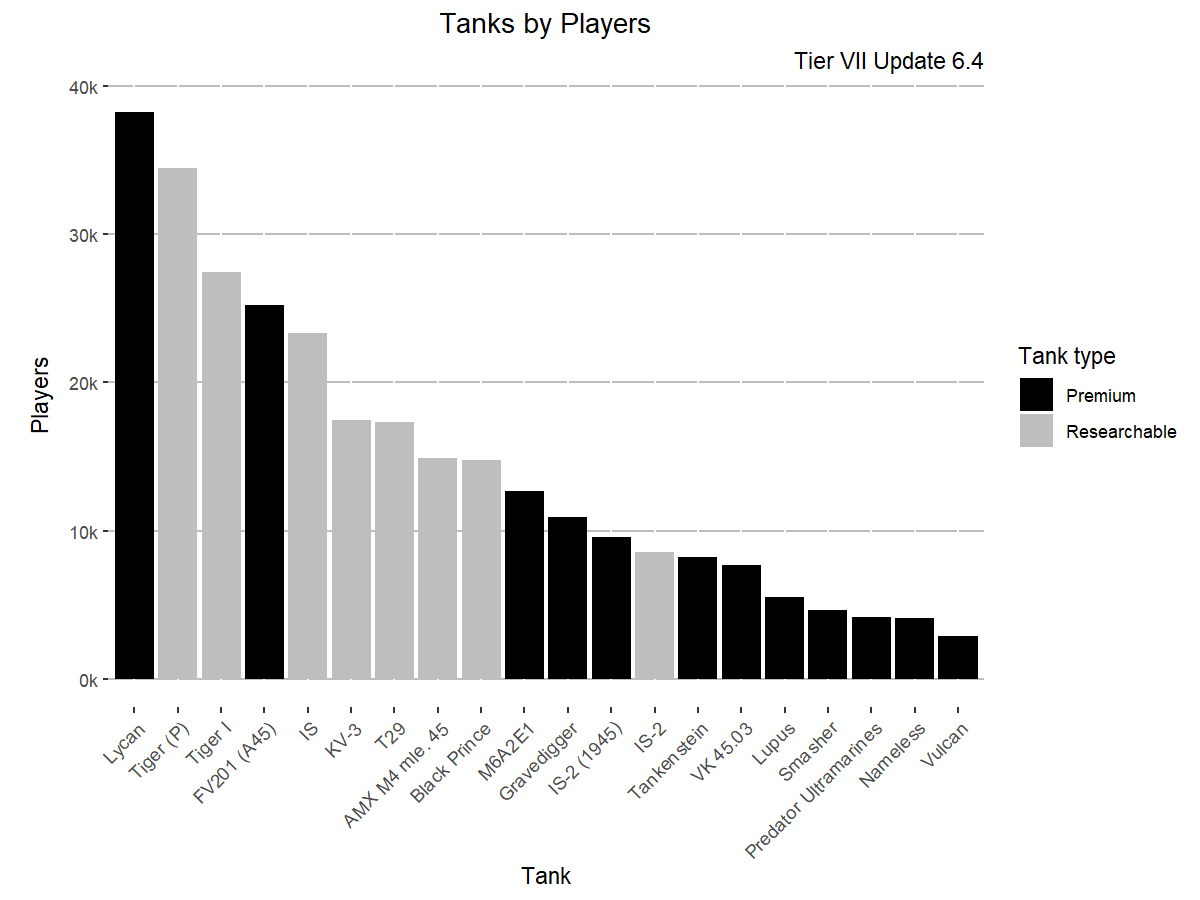 Tanks by Players
Tier VII Update 6.4
40k
30k
20k
10k
0k
Players
Lycan
Tiger (P)
Tiger I
FV201 (A45)
IS
KV-3
T29
AMX M4 mle. 45
Black Prince
M6A2E1
Gravedigger
IS-2 (1945)
IS-2
Tankenstein
VK 45.03
Lupus
Smasher
Predator Ultramarines
Nameless
Vulcan
Tank
Tank type
Premium
Researchable